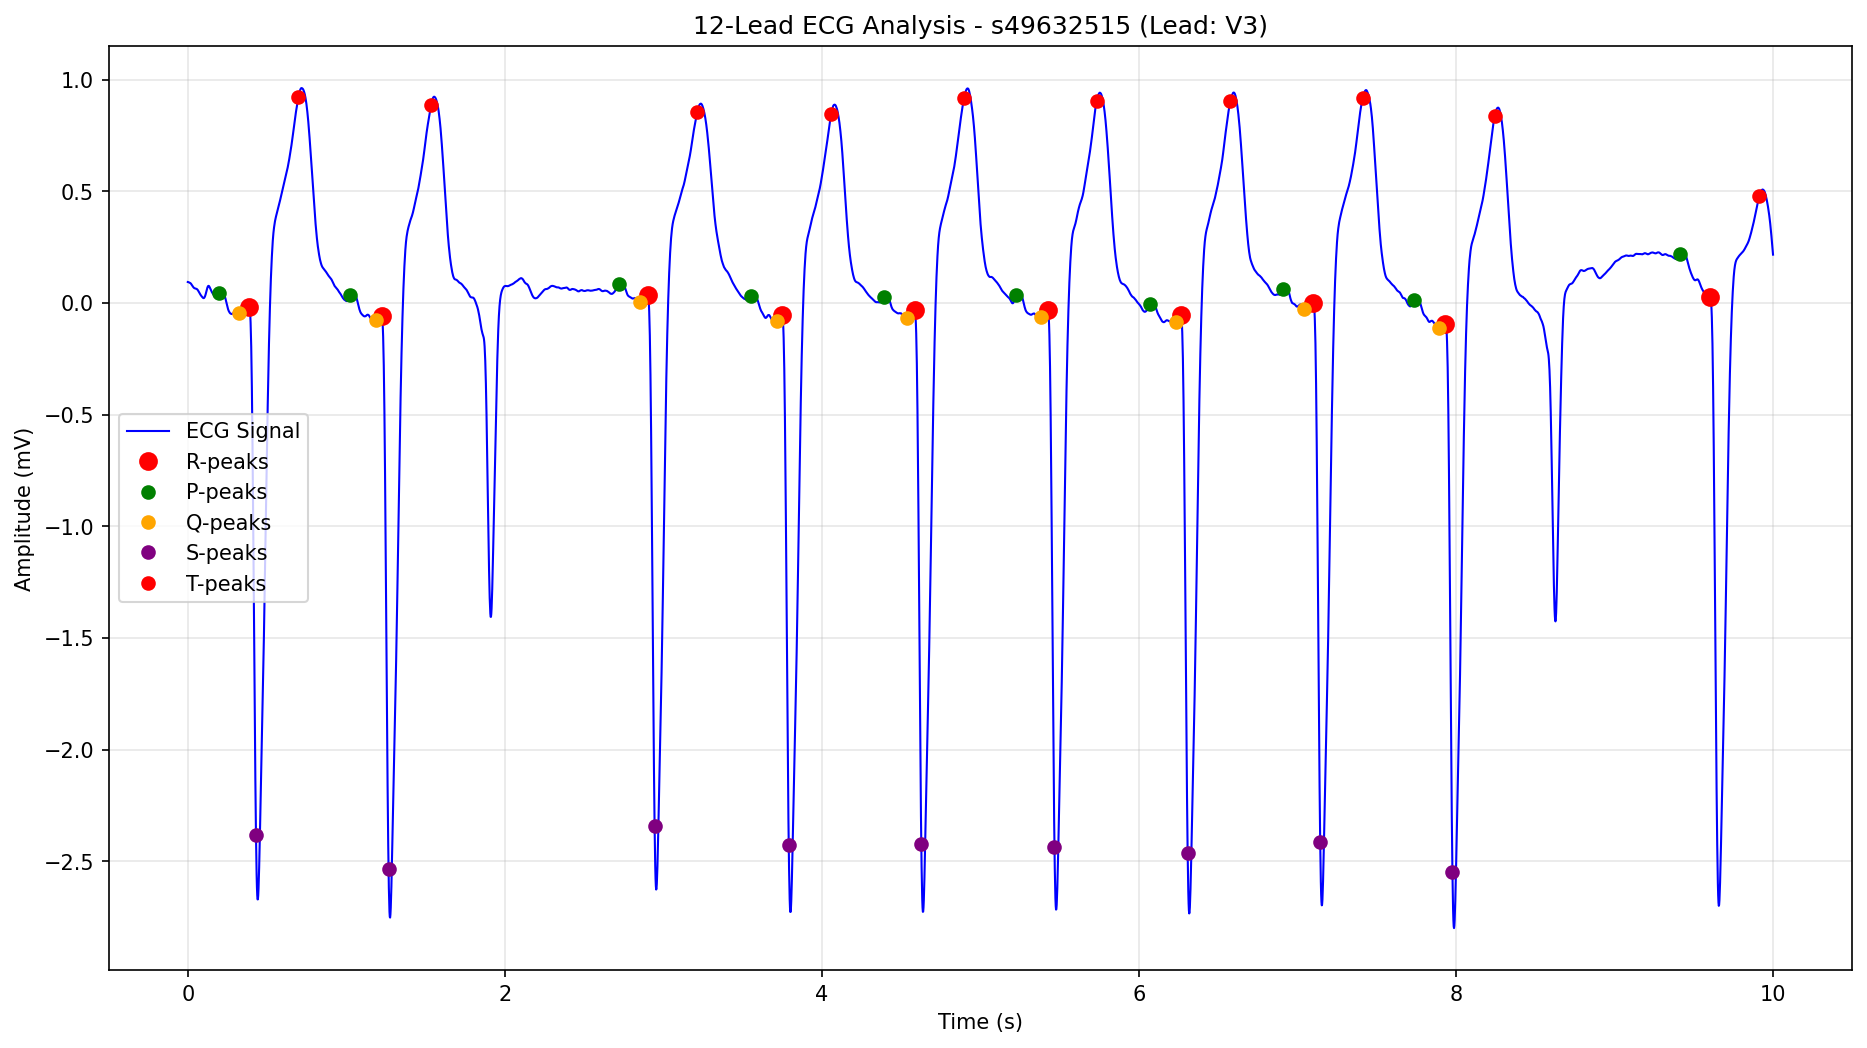 12-Lead ECG Analysis - s49632515 (Lead: V3)
1.0
0.5
0.0
−0.5
−1.0
−1.5
−2.0
−2.5
Amplitude (mV)
ECG Signal
R-peaks
P-peaks
Q-peaks
S-peaks
T-peaks
0 2 4 6 8 10
Time (s)